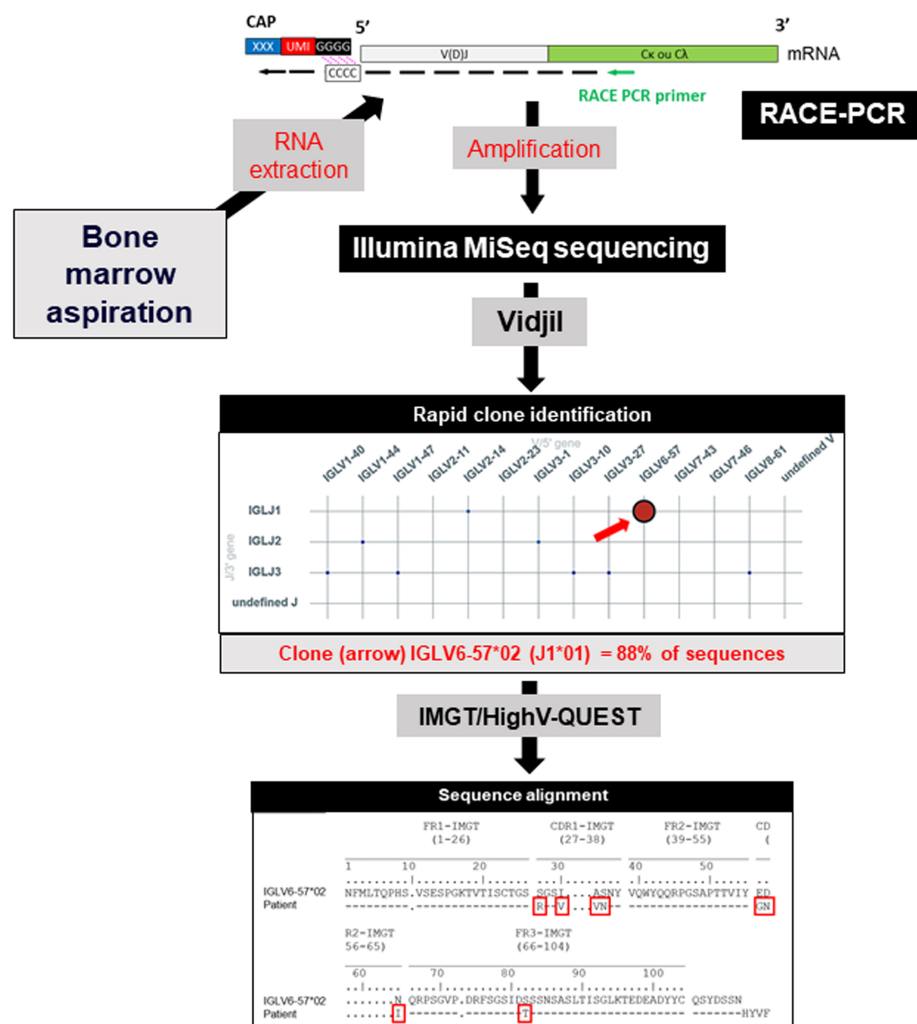 CAP
5’
3’
XXX
UMI
GGGG
V(D)J
Cκ ou Cλ
mRNA
CCCC
RACE PCR primer
RACE-PCR
RNA
extraction
Amplification
Bone
marrow
aspiration
Illumina MiSeq sequencing
Vidjil
Rapid clone identification
V/5' gene
IGLV1-40
IGLV1-44
IGLV1-47
IGLV2-11
IGLV2-14
IGLV2-23
IGLV3-1
IGLV3-10
IGLV3-27
IGLV6-57
IGLV7-43
IGLV7-46
IGLV8-61
undefined V
J/3' gene
IGLJ1
IGLJ2
IGLJ3
undefined J
Clone (arrow) IGLV6-57*02 (J1*01) = 88% of sequences
IMGT/HighV-QUEST
Sequence alignment
FR1-IMGT CDR1-IMGT FR2-IMGT CD
(1-26) (27-38) (39-55) (
1 10 20 30 40 50
IGLV6-57*02 NFMLTQPHS.VSESPGKTVTISCTGS SGSI...ASNY VQWYQQRPGSAPTTVIY ED
Patient ---------.---------------- R V VN GN
R2-IMGT FR3-IMGT
56-65) (66-104)
60 70 80 90 100
IGLV6-57*02 .......N QRPSGVP.DRFSGSIDSSSNSASLTISGLKTEDEADYYC QSYDSSN
Patient I T HYVF